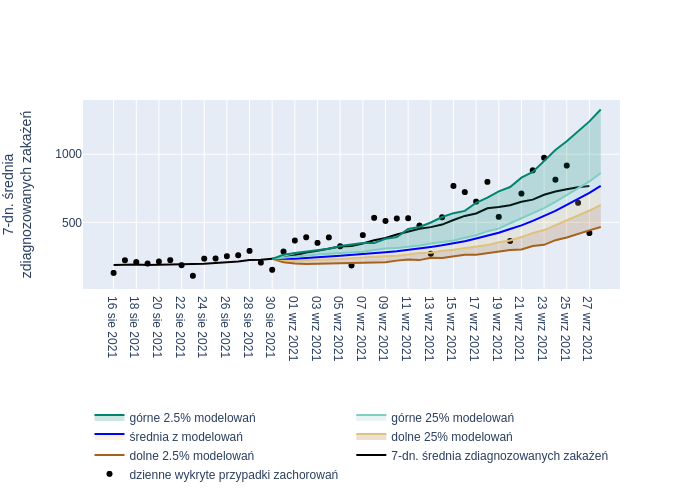 7-dn. średnia
zdiagnozowanych zakażeń
1000
500
16 sie 2021
18 sie 2021
20 sie 2021
22 sie 2021
24 sie 2021
26 sie 2021
28 sie 2021
30 sie 2021
01 wrz 2021
03 wrz 2021
05 wrz 2021
07 wrz 2021
09 wrz 2021
11 wrz 2021
13 wrz 2021
15 wrz 2021
17 wrz 2021
19 wrz 2021
21 wrz 2021
23 wrz 2021
25 wrz 2021
27 wrz 2021
górne 2.5% modelowań
górne 25% modelowań
średnia z modelowań
dolne 25% modelowań
dolne 2.5% modelowań
7-dn. średnia zdiagnozowanych zakażeń
dzienne wykryte przypadki zachorowań